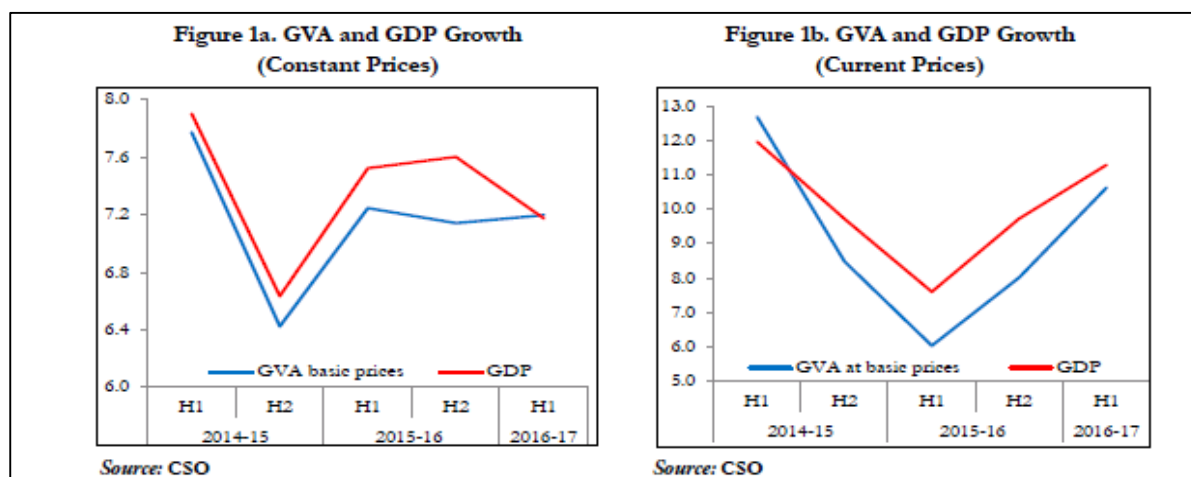 Figure 1a. GVA and GDP Growth
(Constant Prices)
8.0
7.6
7.2
6.8
6.4
6.0
GVA basic prices GDP
H1 H2 H1 H2 H1
2014-15 2015-16 2016-17
Source: CSO
Figure 1b. GVA and GDP Growth
(Current Prices)
13.0
12.0
11.0
10.0
9.0
8.0
7.0
6.0
5.0
GVA at basic prices GDP
H1 H2 H1 H2 H1
2014-15 2015-16 2016-17
Source: CSO